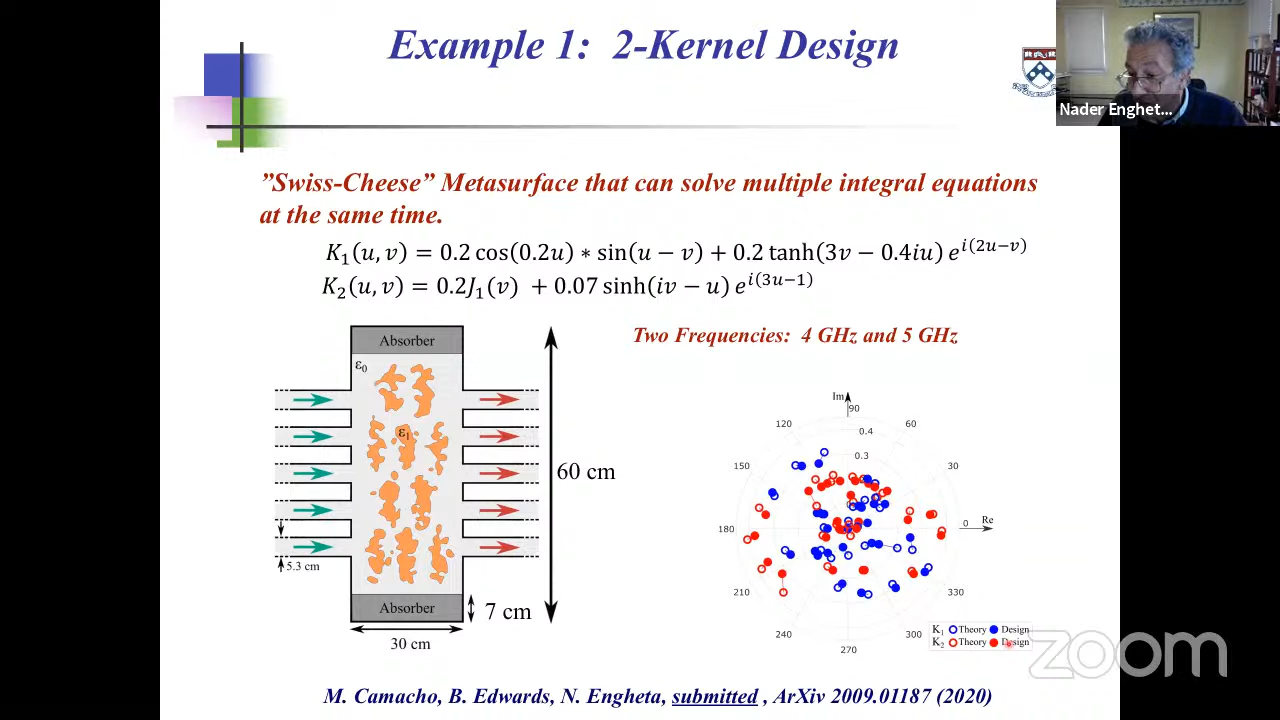 Example 1: 2-Kernel Design
Nader Enghet...
"Swiss-Cheese" Metasurface that can solve multiple integral equations
at the same time.
K₁(u, v) = 0.2 cos(0.2u) * sin(u − v) + 0.2 tanh(3v − 0.4iu) e^{i(2u−v)}
K₂(u, v) = 0.2J₁(v) + 0.07 sinh(iv − u) e^{i(3u−1)}
Two Frequencies: 4 GHz and 5 GHz
Absorber
ε₀
ε₁
60 cm
5.3 cm
Absorber
7 cm
30 cm
Im
90
120
60
0.4
0.3
150
30
180
0
Re
210
330
240
300
270
K₁ Theory Design
K₂ Theory Design
zoom
M. Camacho, B. Edwards, N. Engheta, submitted , ArXiv 2009.01187 (2020)